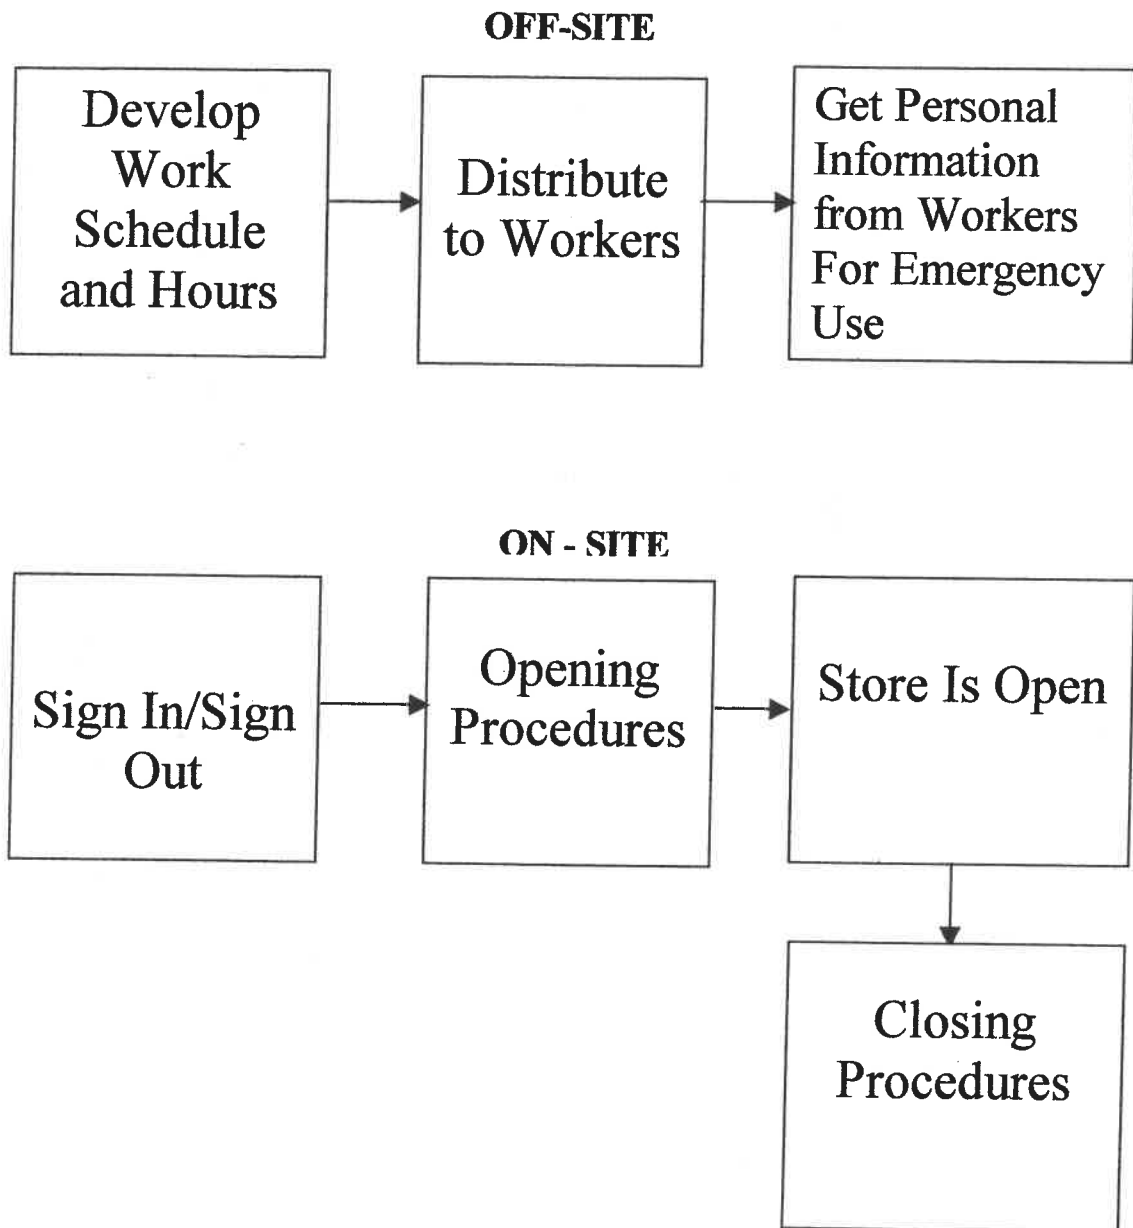 OFF-SITE
Develop
Work
Schedule
and Hours
Distribute
to Workers
Get Personal
Information
from Workers
For Emergency
Use
ON - SITE
Sign In/Sign
Out
Opening
Procedures
Store Is Open
Closing
Procedures